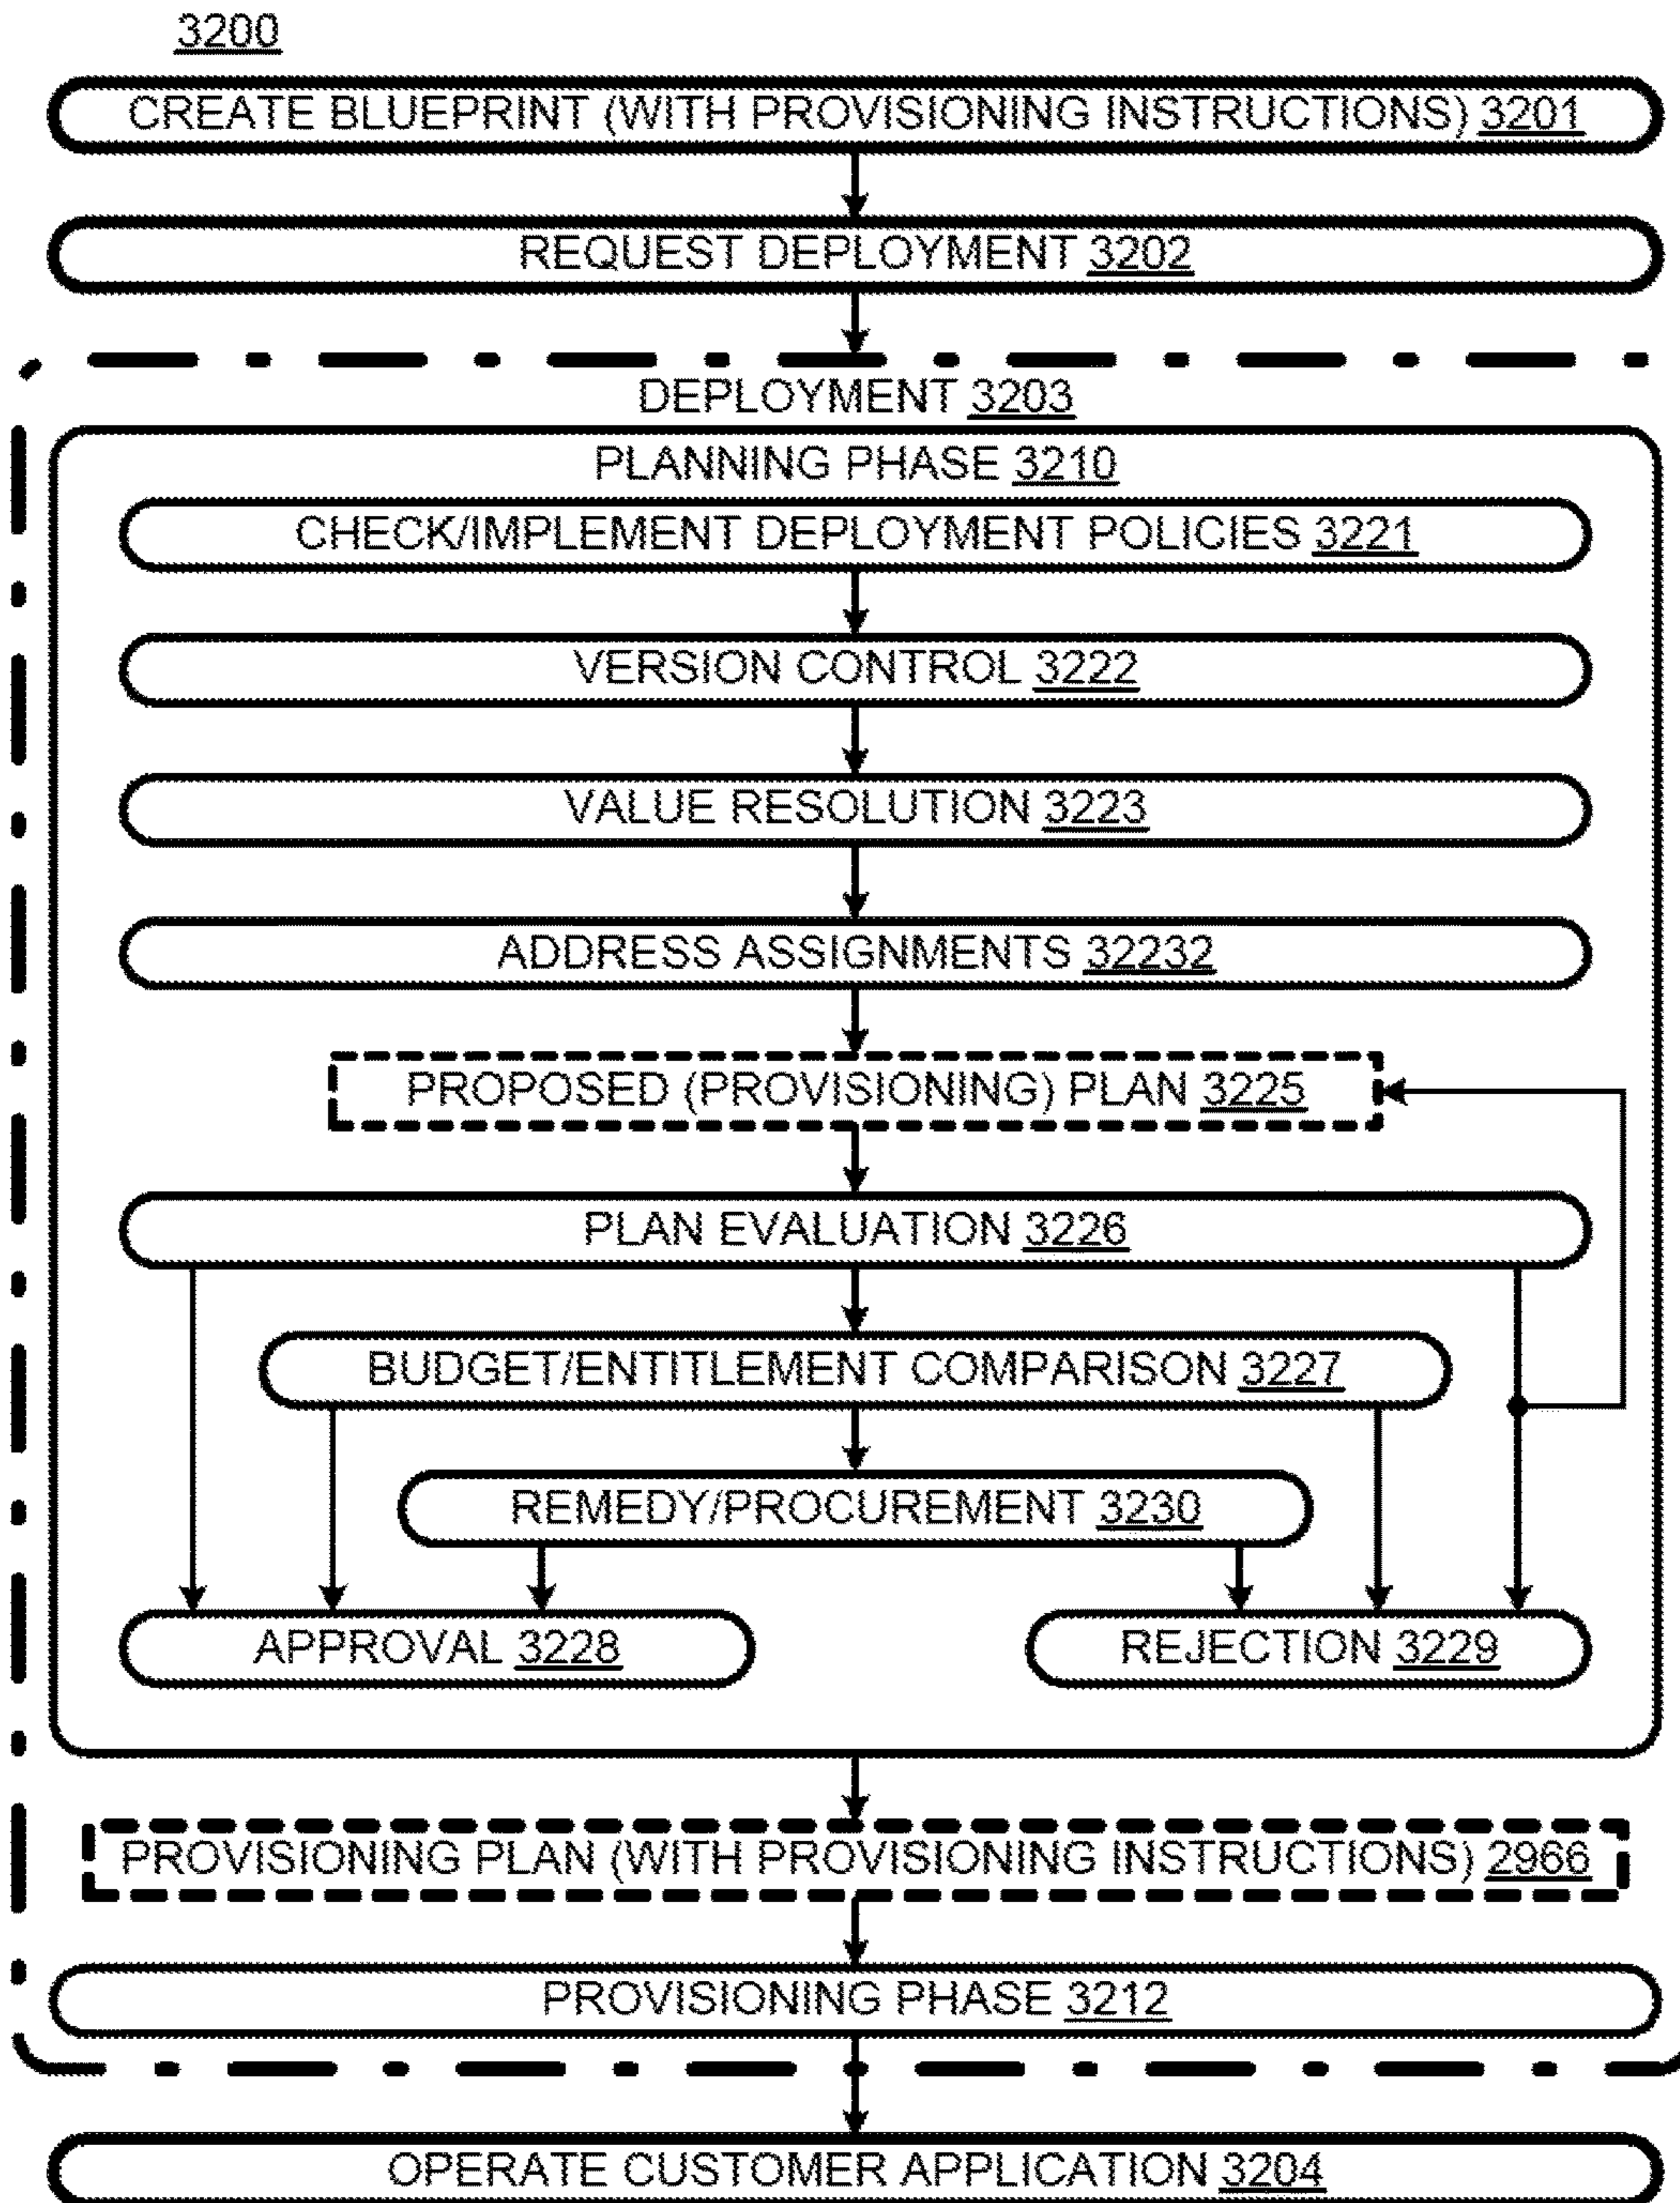 3200
CREATE BLUEPRINT (WITH PROVISIONING INSTRUCTIONS) 3201
REQUEST DEPLOYMENT 3202
DEPLOYMENT 3203
PLANNING PHASE 3210
CHECK/IMPLEMENT DEPLOYMENT POLICIES 3221
VERSION CONTROL 3222
VALUE RESOLUTION 3223
ADDRESS ASSIGNMENTS 32232
PROPOSED (PROVISIONING) PLAN 3225
PLAN EVALUATION 3226
BUDGET/ENTITLEMENT COMPARISON 3227
REMEDY/PROCUREMENT 3230
APPROVAL 3228
REJECTION 3229
PROVISIONING PLAN (WITH PROVISIONING INSTRUCTIONS) 2966
PROVISIONING PHASE 3212
OPERATE CUSTOMER APPLICATION 3204